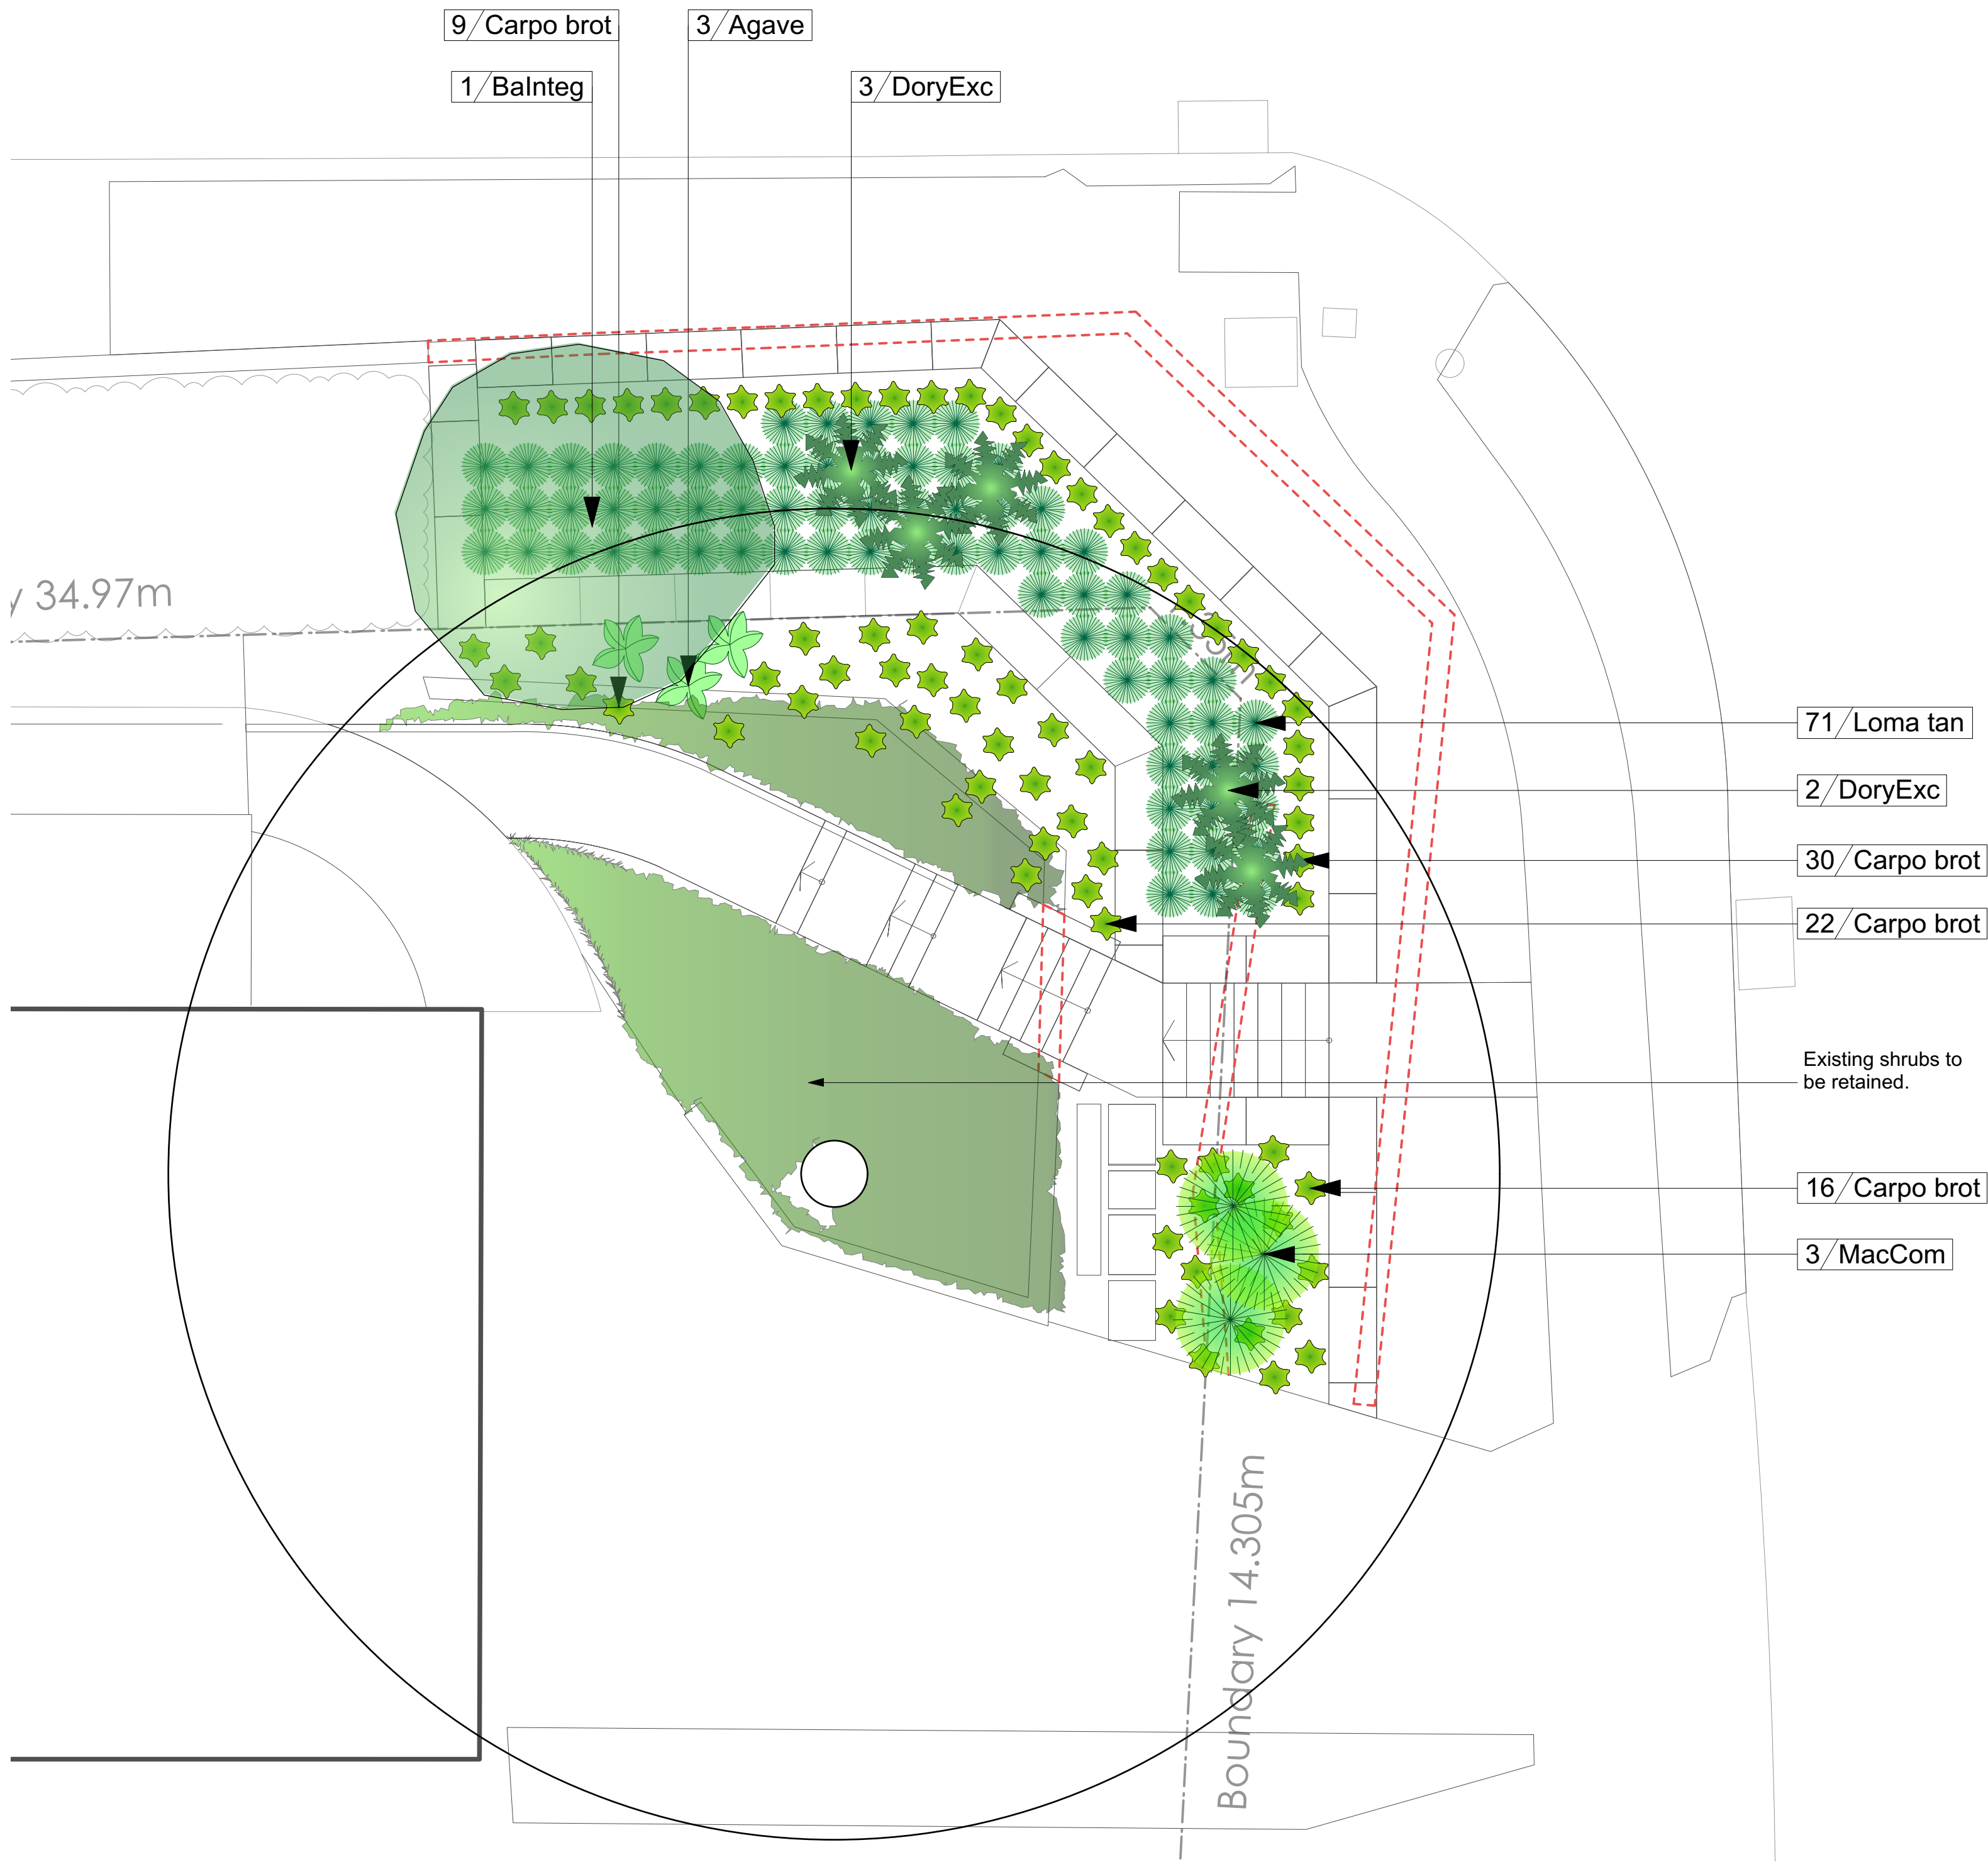 9/Carpo brot
3/Agave
1/BaInteg
3/DoryExc
y 34.97m
71/Loma tan
2/DoryExc
30/Carpo brot
22/Carpo brot
Existing shrubs to
be retained.
16/Carpo brot
3/MacCom
Boundary 14.305m